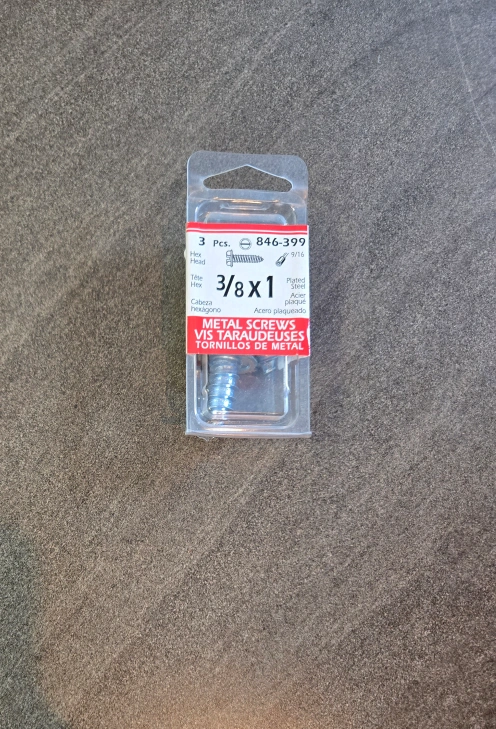 3 Pcs. 846-399
Hex
Head
9/16
Tête
Hex
3/8 x 1
Plated
Steel
Acier
plaqué
Cabeza
hexágono
Acero plaqueado
METAL SCREWS
VIS TARAUDEUSES
TORNILLOS DE METAL